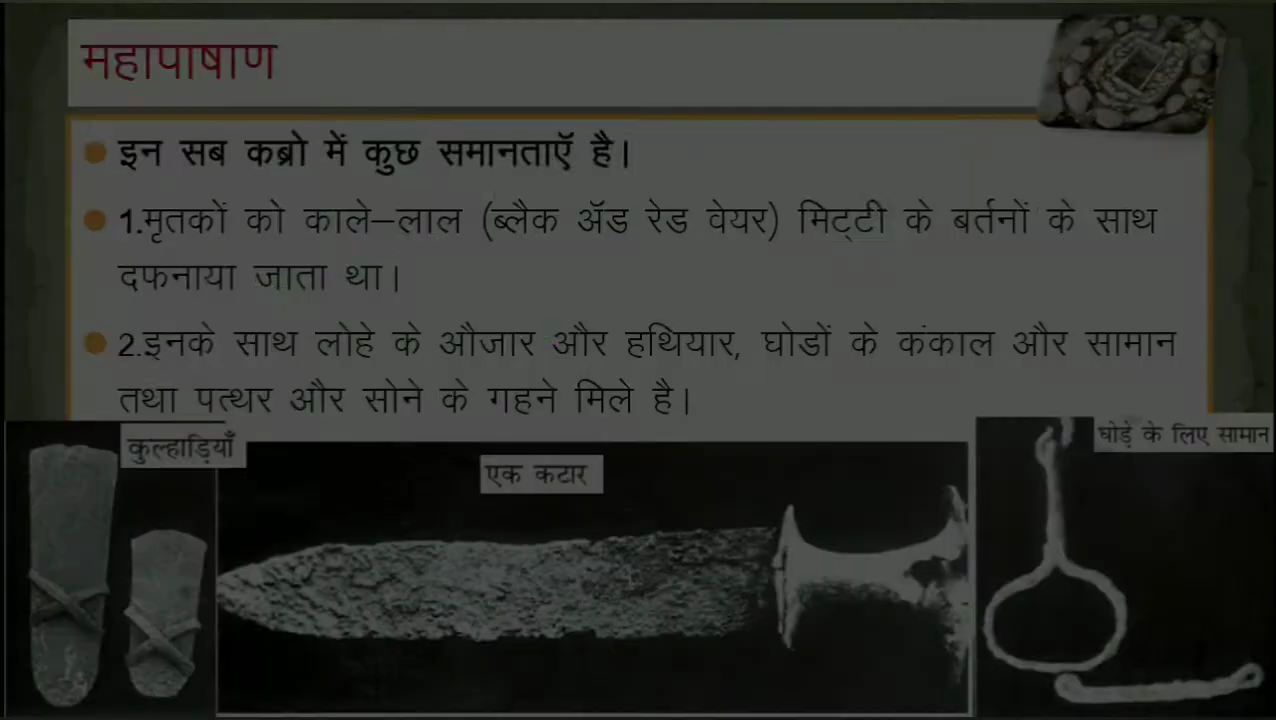 महापाषाण
इन सब कब्रो में कुछ समानताएॅ है।
1.मृतकों को काले–लाल (ब्लैक ॲड रेड वेयर) मिट्टी के बर्तनों के साथ
दफनाया जाता था।
2.इनके साथ लोहे के औजार और हथियार, घोडों के कंकाल और सामान
तथा पत्थर और सोने के गहने मिले है।
कुल्हाड़ियाँ
एक कटार
घोड़े के लिए सामान